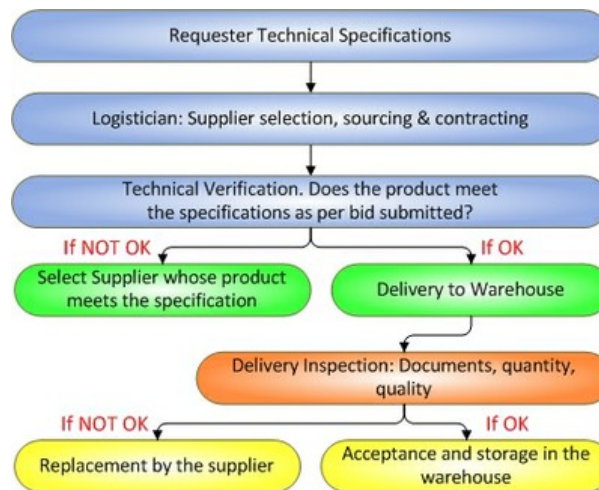 Requester Technical Specifications
Logistician: Supplier selection, sourcing & contracting
Technical Verification. Does the product meet
the specifications as per bid submitted?
If NOT OK
If OK
Select Supplier whose product
meets the specification
Delivery to Warehouse
Delivery Inspection: Documents, quantity,
quality
If NOT OK
If OK
Replacement by the supplier
Acceptance and storage in the
warehouse